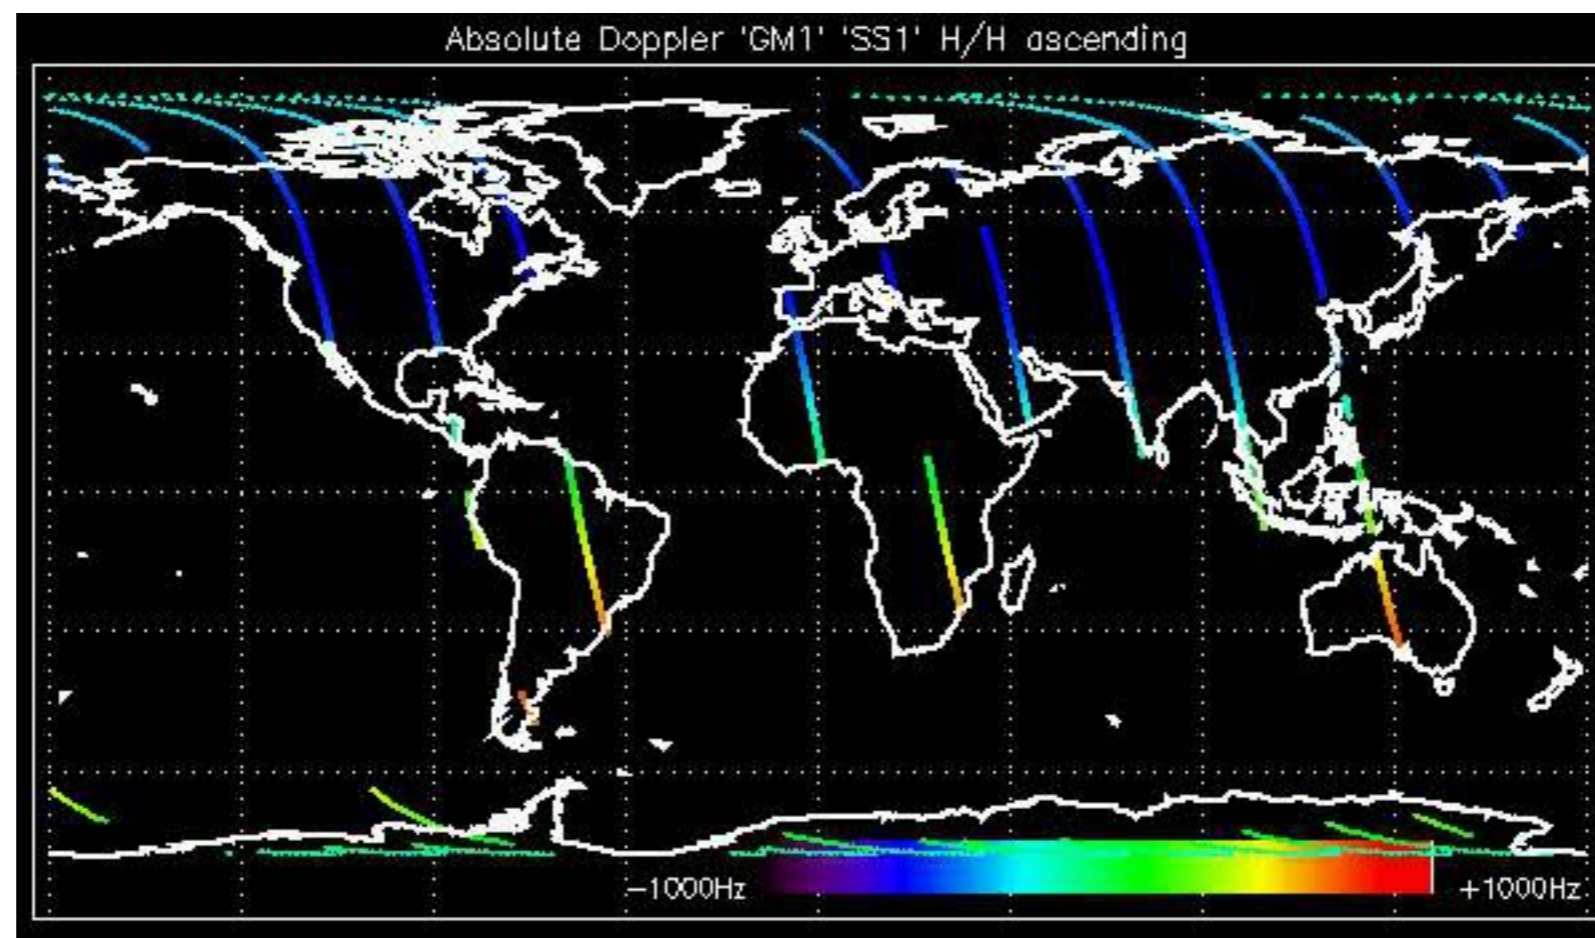 Absolute Doppler 'GM1' 'SS1' H/H ascending
−1000Hz
+1000Hz